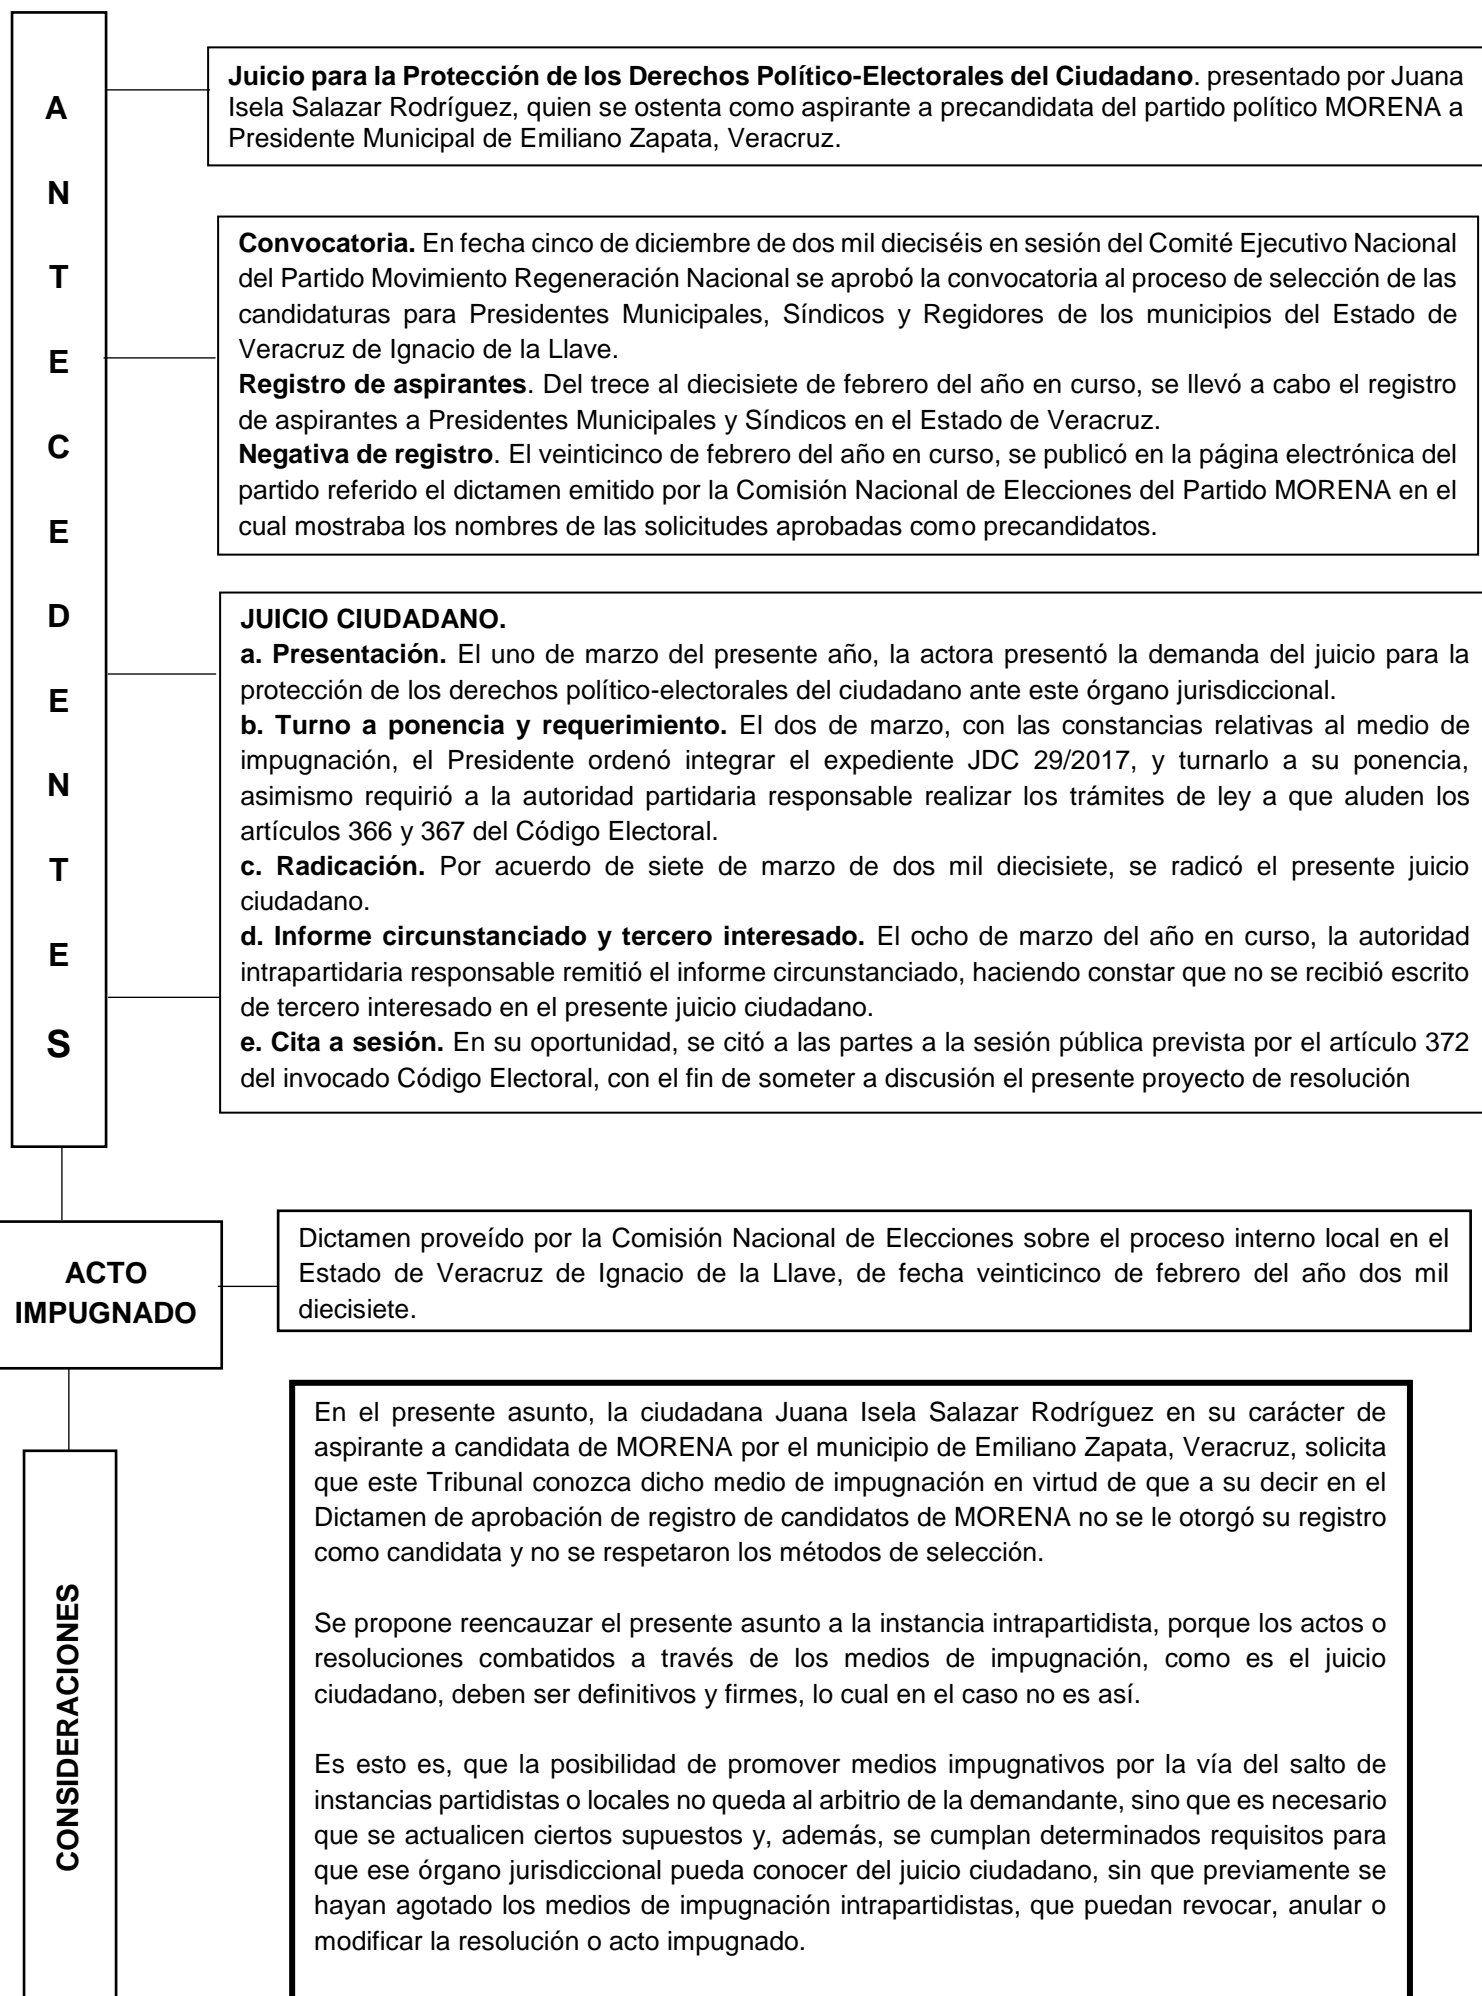 ANTECEDENTES
Juicio para la Protección de los Derechos Político-Electorales del Ciudadano. presentado por Juana
Isela Salazar Rodríguez, quien se ostenta como aspirante a precandidata del partido político MORENA a
Presidente Municipal de Emiliano Zapata, Veracruz.
Convocatoria. En fecha cinco de diciembre de dos mil dieciséis en sesión del Comité Ejecutivo Nacional
del Partido Movimiento Regeneración Nacional se aprobó la convocatoria al proceso de selección de las
candidaturas para Presidentes Municipales, Síndicos y Regidores de los municipios del Estado de
Veracruz de Ignacio de la Llave.
Registro de aspirantes. Del trece al diecisiete de febrero del año en curso, se llevó a cabo el registro
de aspirantes a Presidentes Municipales y Síndicos en el Estado de Veracruz.
Negativa de registro. El veinticinco de febrero del año en curso, se publicó en la página electrónica del
partido referido el dictamen emitido por la Comisión Nacional de Elecciones del Partido MORENA en el
cual mostraba los nombres de las solicitudes aprobadas como precandidatos.
JUICIO CIUDADANO.
a. Presentación. El uno de marzo del presente año, la actora presentó la demanda del juicio para la
protección de los derechos político-electorales del ciudadano ante este órgano jurisdiccional.
b. Turno a ponencia y requerimiento. El dos de marzo, con las constancias relativas al medio de
impugnación, el Presidente ordenó integrar el expediente JDC 29/2017, y turnarlo a su ponencia,
asimismo requirió a la autoridad partidaria responsable realizar los trámites de ley a que aluden los
artículos 366 y 367 del Código Electoral.
c. Radicación. Por acuerdo de siete de marzo de dos mil diecisiete, se radicó el presente juicio
ciudadano.
d. Informe circunstanciado y tercero interesado. El ocho de marzo del año en curso, la autoridad
intrapartidaria responsable remitió el informe circunstanciado, haciendo constar que no se recibió escrito
de tercero interesado en el presente juicio ciudadano.
e. Cita a sesión. En su oportunidad, se citó a las partes a la sesión pública prevista por el artículo 372
del invocado Código Electoral, con el fin de someter a discusión el presente proyecto de resolución
ACTO
IMPUGNADO
Dictamen proveído por la Comisión Nacional de Elecciones sobre el proceso interno local en el
Estado de Veracruz de Ignacio de la Llave, de fecha veinticinco de febrero del año dos mil
diecisiete.
CONSIDERACIONES
En el presente asunto, la ciudadana Juana Isela Salazar Rodríguez en su carácter de
aspirante a candidata de MORENA por el municipio de Emiliano Zapata, Veracruz, solicita
que este Tribunal conozca dicho medio de impugnación en virtud de que a su decir en el
Dictamen de aprobación de registro de candidatos de MORENA no se le otorgó su registro
como candidata y no se respetaron los métodos de selección.
Se propone reencauzar el presente asunto a la instancia intrapartidista, porque los actos o
resoluciones combatidos a través de los medios de impugnación, como es el juicio
ciudadano, deben ser definitivos y firmes, lo cual en el caso no es así.
Es esto es, que la posibilidad de promover medios impugnativos por la vía del salto de
instancias partidistas o locales no queda al arbitrio de la demandante, sino que es necesario
que se actualicen ciertos supuestos y, además, se cumplan determinados requisitos para
que ese órgano jurisdiccional pueda conocer del juicio ciudadano, sin que previamente se
hayan agotado los medios de impugnación intrapartidistas, que puedan revocar, anular o
modificar la resolución o acto impugnado.